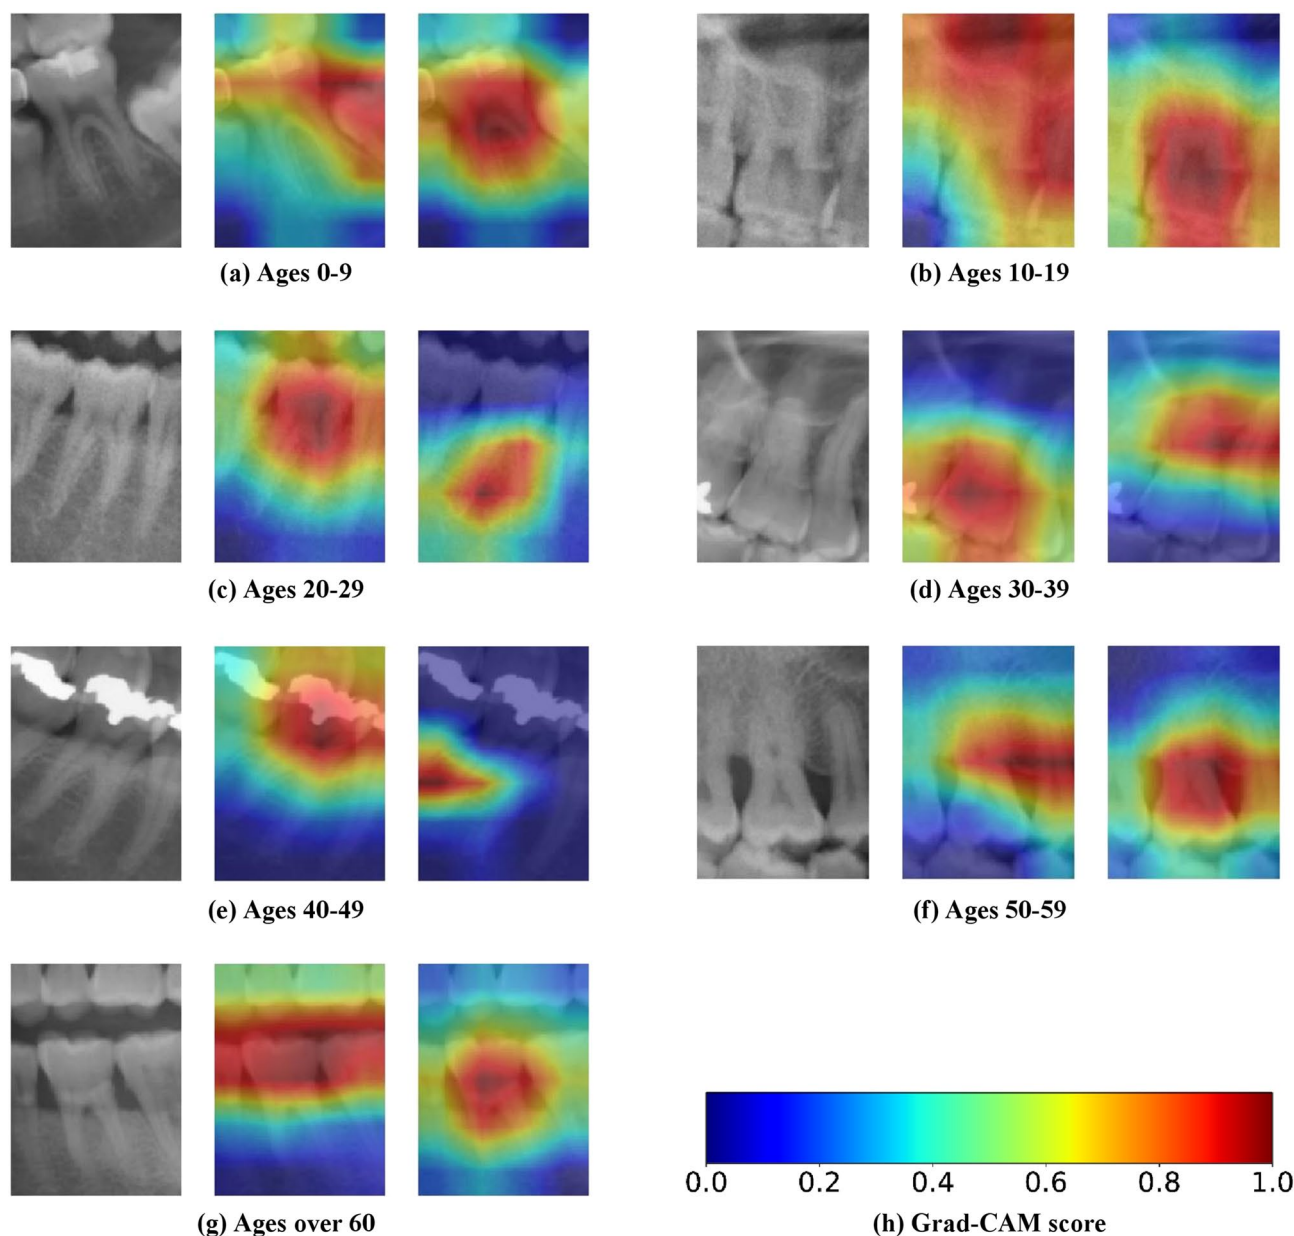 (a) Ages 0-9
(b) Ages 10-19
(c) Ages 20-29
(d) Ages 30-39
(e) Ages 40-49
(f) Ages 50-59
(g) Ages over 60
0.0 0.2 0.4 0.6 0.8 1.0
(h) Grad-CAM score